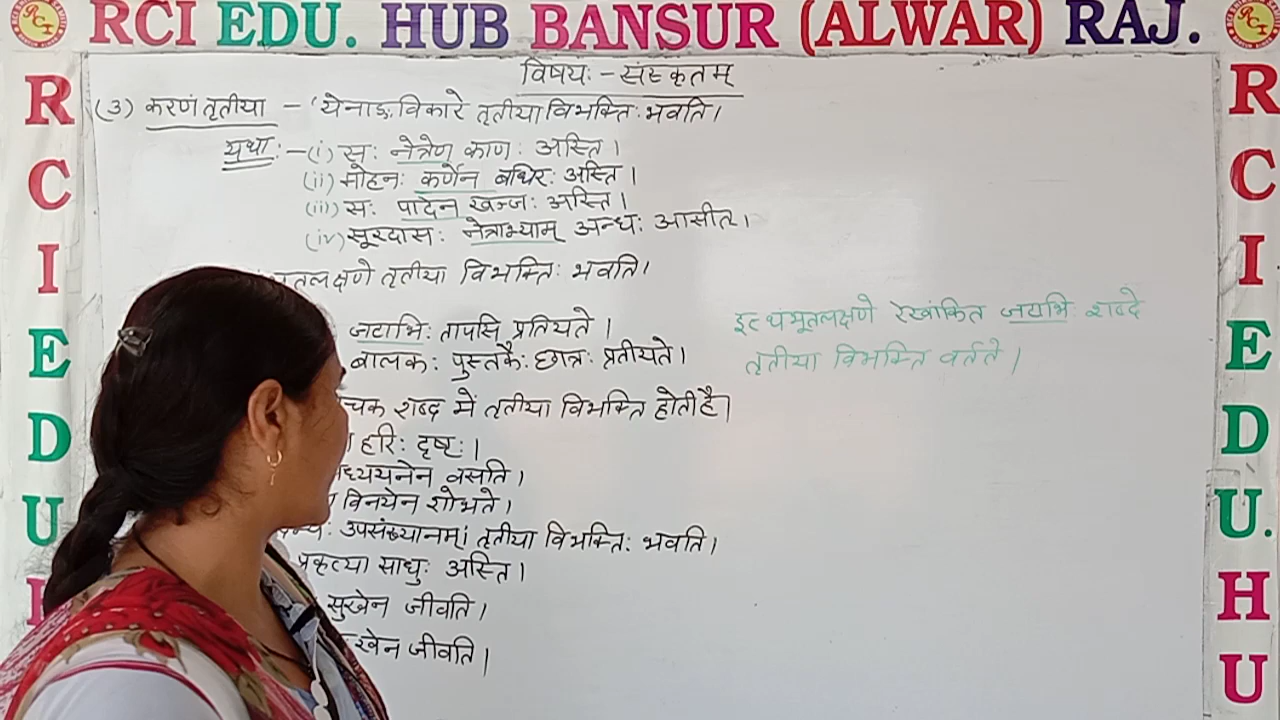 RCI EDU. HUB BANSUR (ALWAR) RAJ.
विषयः - संस्कृतम्
(3) करणं तृतीया - 'येनाङ्गविकारे तृतीया विभक्तिः भवति।
यथाः - (i) सः नेत्रेण काणः अस्ति।
(ii) मोहनः कर्णेन बधिरः अस्ति।
(iii) सः पादेन खञ्जः अस्ति।
(iv) सूरदासः नेत्राभ्याम् अन्धः आसीत्।
तलक्षणे तृतीया विभक्तिः भवति।
जटाभिः तापसि प्रतियते।
बालकः पुस्तकैः छात्रः प्रतीयते।
इत्थंभूतलक्षणे रेखांकित जटाभि शब्दे
तृतीया विभक्ति वर्तते।
चक शब्द में तृतीया विभक्ति होती है।
हरिः दृष्टः।
ध्ययनेन वसति।
विनयेन शोभते।
उपसंख्यानम्। तृतीया विभक्तिः भवति।
प्रकृत्या साधुः अस्ति।
सुखेन जीवति।
खेन जीवति।
R C I E D U
R C I E D U. H U